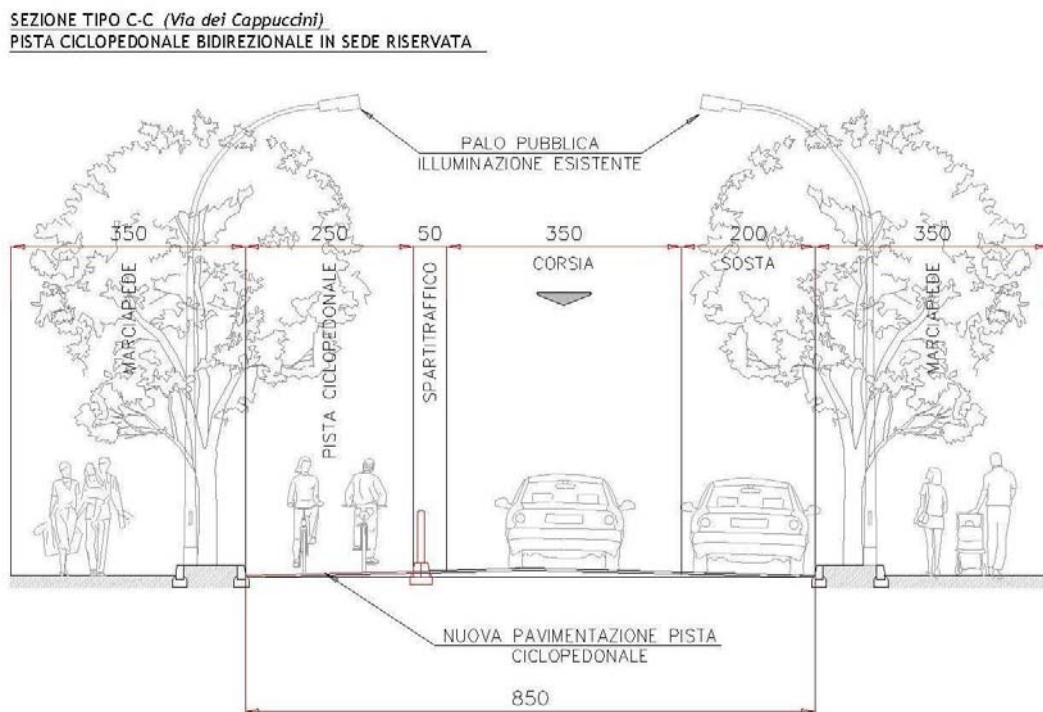 SEZIONE TIPO C-C (Via dei Cappuccini)
PISTA CICLOPEDONALE BIDIREZIONALE IN SEDE RISERVATA
PALO PUBBLICA
ILLUMINAZIONE ESISTENTE
350 250 50 350 200 350
CORSIA SOSTA
MARCIAPIEDE
PISTA CICLOPEDONALE
SPARTITRAFFICO
MARCIAPIEDE
NUOVA PAVIMENTAZIONE PISTA
CICLOPEDONALE
850